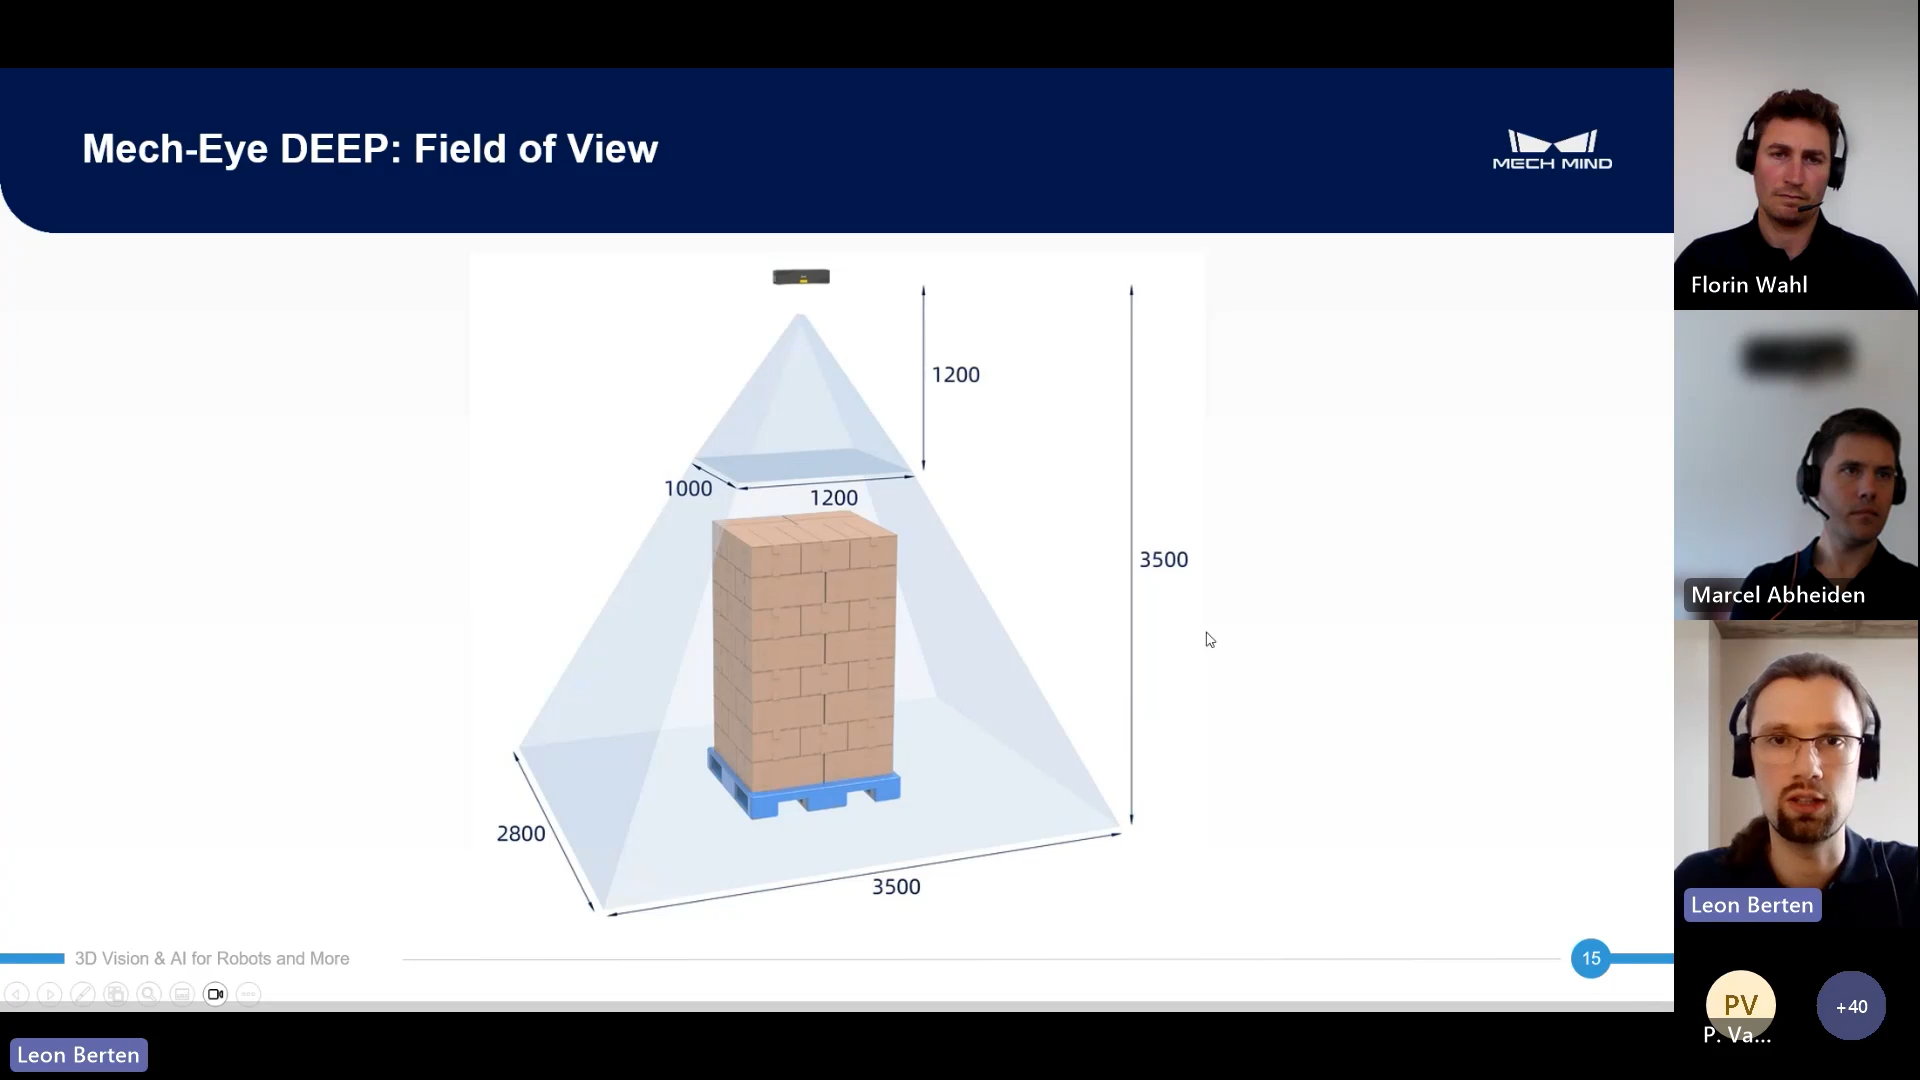 Mech-Eye DEEP: Field of View
MECH MIND
1200
1000
1200
3500
2800
3500
3D Vision & AI for Robots and More
15
Leon Berten
Florin Wahl
Marcel Abheiden
Leon Berten
PV
P. Va...
+40